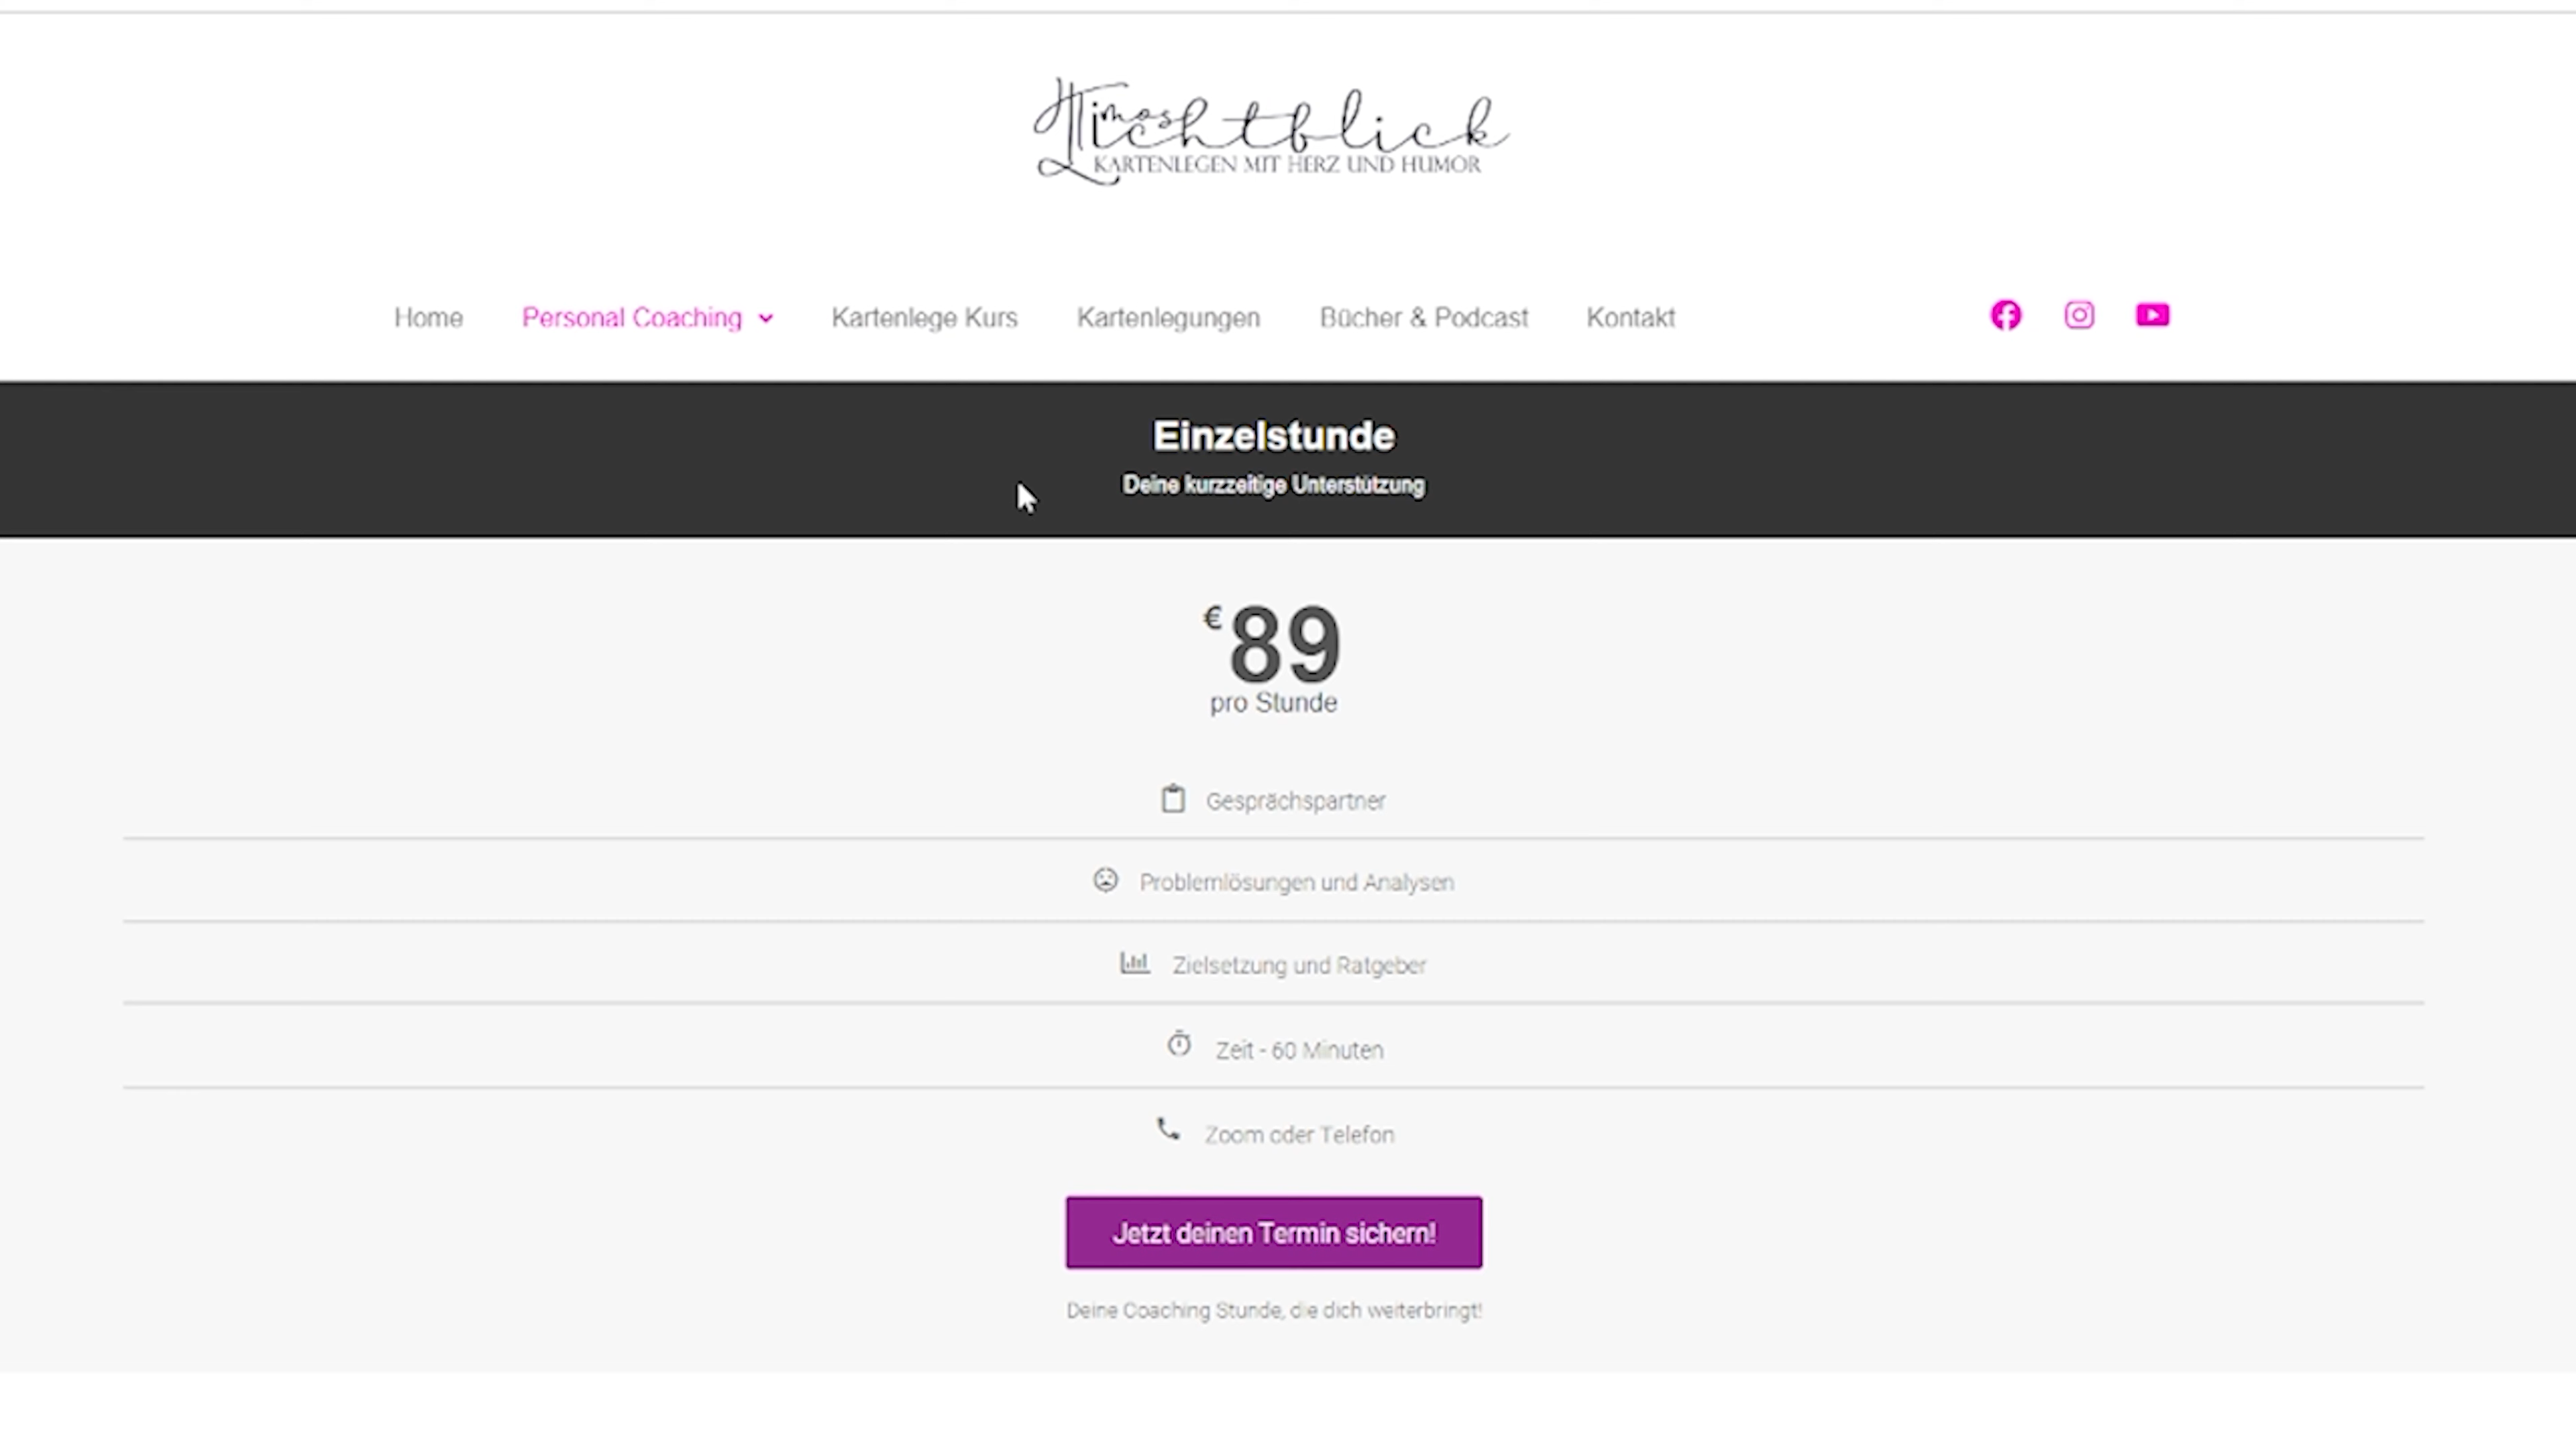 Timos Lichtblick
KARTENLEGEN MIT HERZ UND HUMOR
Home Personal Coaching Kartenlege Kurs Kartenlegungen Bücher & Podcast Kontakt
Einzelstunde
Deine kurzzeitige Unterstützung
€ 89
pro Stunde
Gesprächspartner
Problemlösungen und Analysen
Zielsetzung und Ratgeber
Zeit - 60 Minuten
Zoom oder Telefon
Jetzt deinen Termin sichern!
Deine Coaching Stunde, die dich weiterbringt!